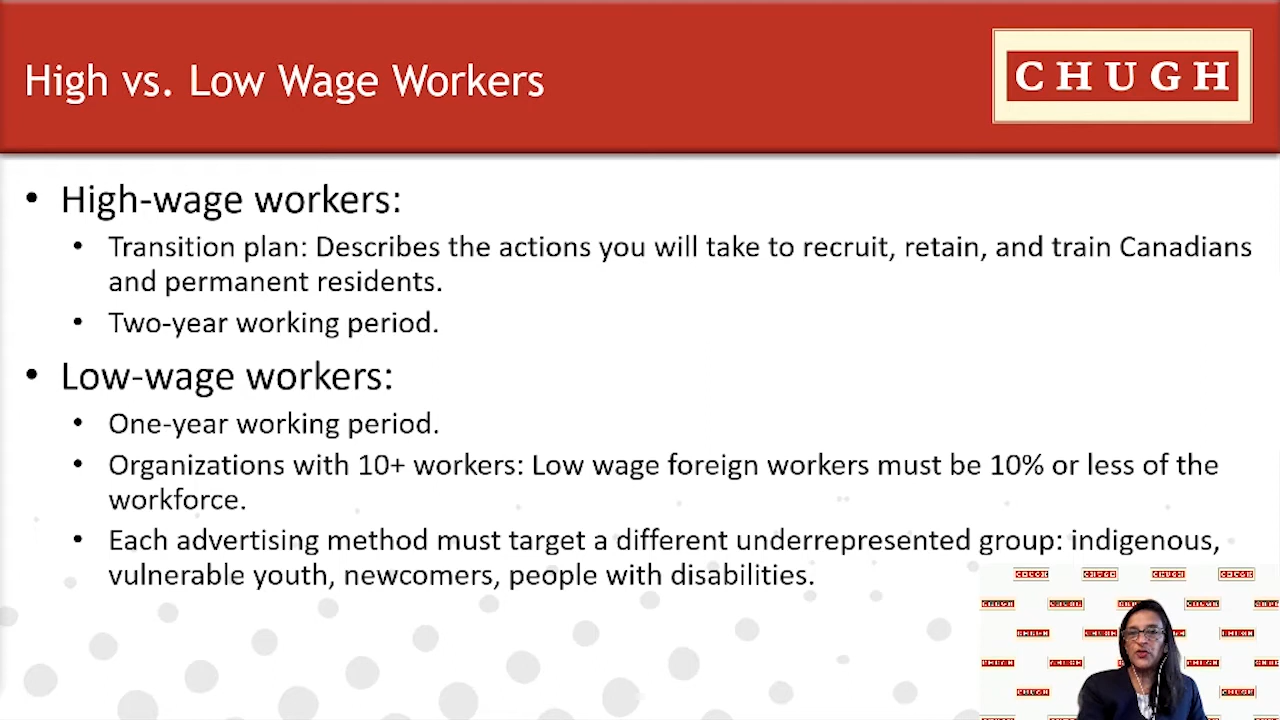 High vs. Low Wage Workers
CHUGH
• High-wage workers:
• Transition plan: Describes the actions you will take to recruit, retain, and train Canadians
and permanent residents.
• Two-year working period.
• Low-wage workers:
• One-year working period.
• Organizations with 10+ workers: Low wage foreign workers must be 10% or less of the
workforce.
• Each advertising method must target a different underrepresented group: indigenous,
vulnerable youth, newcomers, people with disabilities.